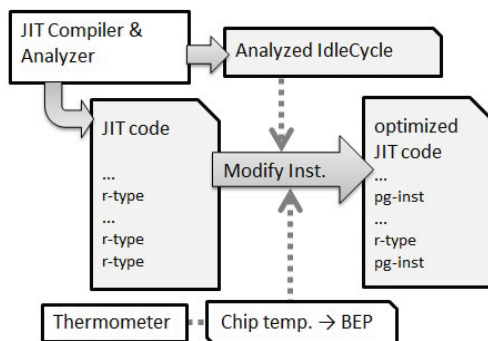 JIT Compiler &
Analyzer
Analyzed IdleCycle
JIT code
...
r-type
...
r-type
r-type
Modify Inst.
optimized
JIT code
...
pg-inst
...
r-type
pg-inst
Thermometer
Chip temp. → BEP